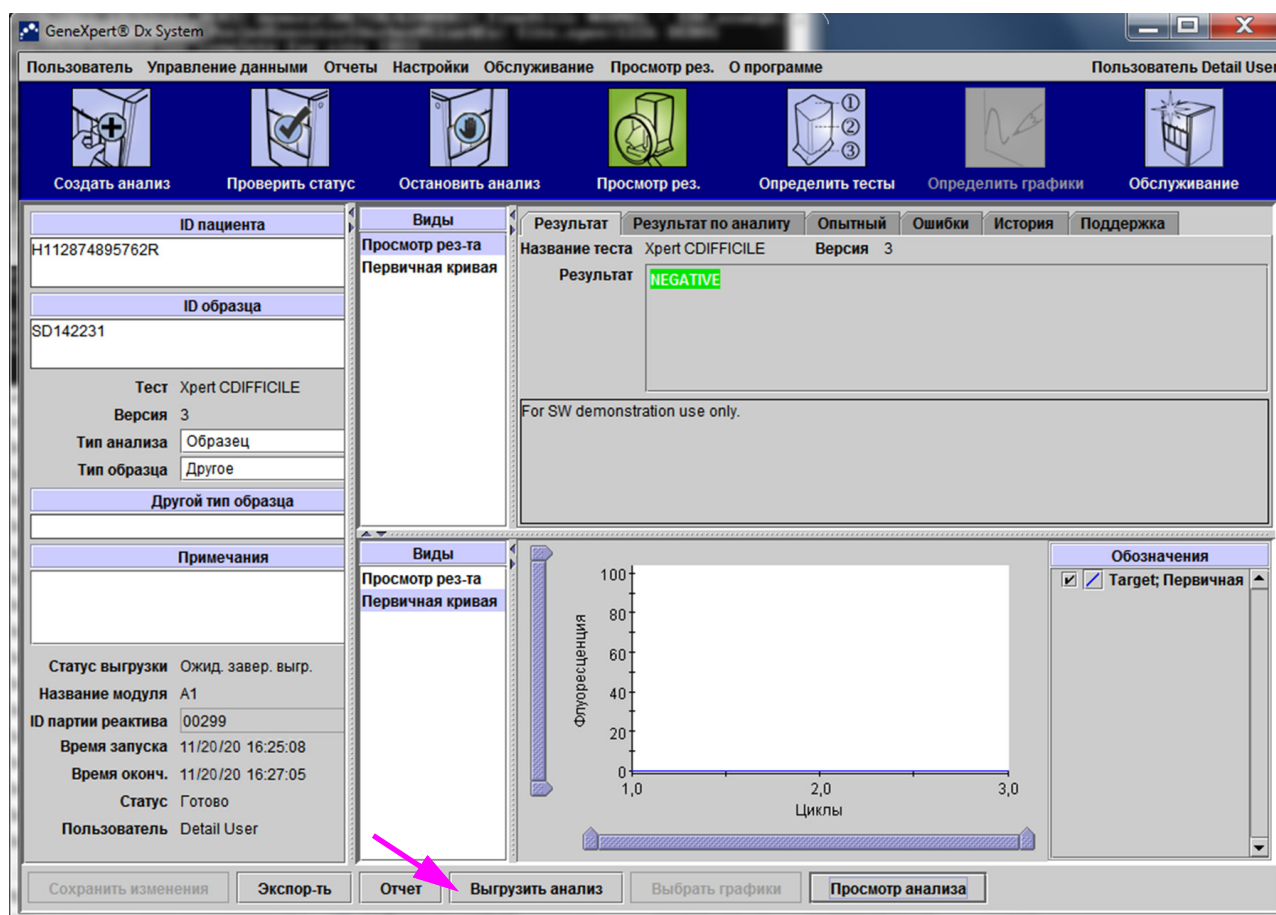 GeneXpert® Dx System
Пользователь Управление данными Отчеты Настройки Обслуживание Просмотр рез. О программе Пользователь Detail User
Создать анализ Проверить статус Остановить анализ Просмотр рез. Определить тесты Определить графики Обслуживание
ID пациента
H112874895762R
ID образца
SD142231
Тест Xpert CDIFFICILE
Версия 3
Тип анализа Образец
Тип образца Другое
Другой тип образца
Примечания
Статус выгрузки Ожид. завер. выгр.
Название модуля A1
ID партии реактива 00299
Время запуска 11/20/20 16:25:08
Время оконч. 11/20/20 16:27:05
Статус Готово
Пользователь Detail User
Виды
Просмотр рез-та
Первичная кривая
Результат Результат по аналиту Опытный Ошибки История Поддержка
Название теста Xpert CDIFFICILE Версия 3
Результат NEGATIVE
For SW demonstration use only.
Виды
Просмотр рез-та
Первичная кривая
100
80
60
40
20
0
Флуоресценция
1,0 2,0 3,0
Циклы
Обозначения
Target; Первичная
Сохранить изменения Экспор-ть Отчет Выгрузить анализ Выбрать графики Просмотр анализа